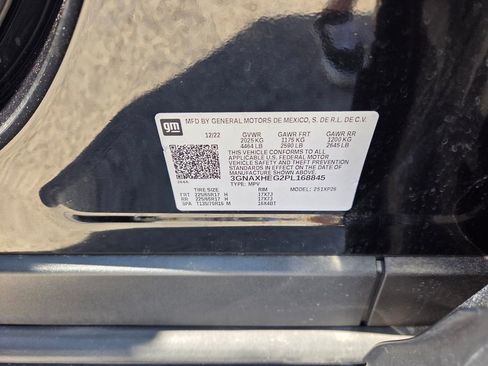 gm
MFD BY GENERAL MOTORS DE MEXICO, S. DE R.L. DE C.V.
12/22 GVWR GAWR FRT GAWR RR
2025 KG 1175 KG 1200 KG
4464 LB 2590 LB 2645 LB
THIS VEHICLE CONFORMS TO ALL
APPLICABLE U.S. FEDERAL MOTOR
VEHICLE SAFETY AND THEFT PREVENTION
STANDARDS IN EFFECT ON THE DATE OF
MANUFACTURE SHOWN ABOVE.
3GNAXHEG2PL168845
TYPE: MPV
TIRE SIZE RIM MODEL: 251XP26
FRT 225/65R17 H 17X7J
RR 225/65R17 H 17X7J
SPA T135/70R16 M 16X4BT